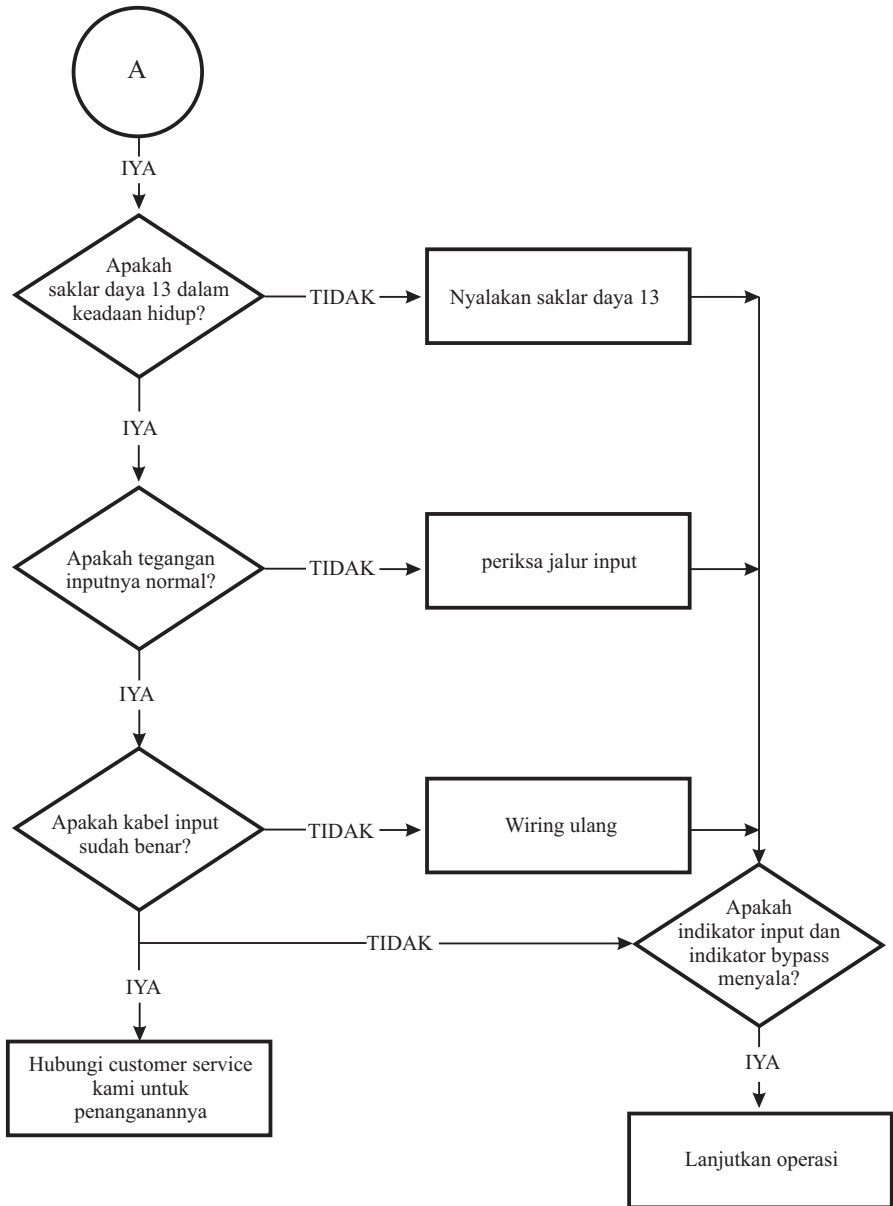 A
IYA
Apakah
saklar daya 13 dalam
keadaan hidup?
TIDAK
Nyalakan saklar daya 13
IYA
Apakah tegangan
inputnya normal?
TIDAK
periksa jalur input
IYA
Apakah kabel input
sudah benar?
TIDAK
Wiring ulang
Apakah
indikator input dan
indikator bypass
menyala?
TIDAK
IYA
Hubungi customer service
kami untuk
penanganannya
IYA
Lanjutkan operasi